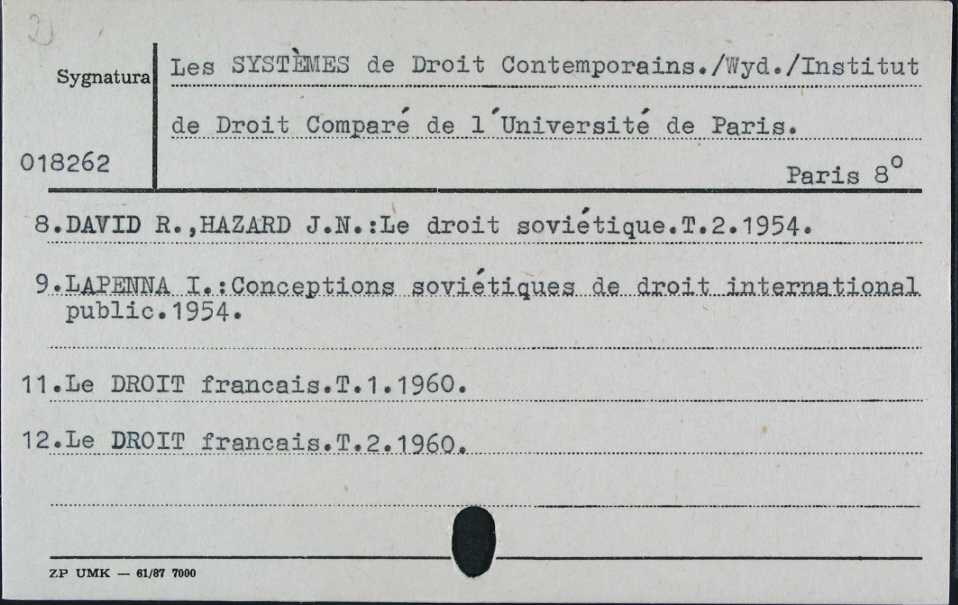 2)
Les SYSTÈMES de Droit Contemporains./Wyd./Institut
Sygnatura
de Droit Comparé de l'Université de Paris.
018262
Paris 8°
8.DAVID R.,HAZARD J.N.:Le droit soviétique.T.2.1954.
9.LAPENNA I.:Conceptions soviétiques de droit international
public.1954.
11.Le DROIT francais.T.1.1960.
12.Le DROIT francais.T.2.1960.
ZP UMK — 61/87 7000